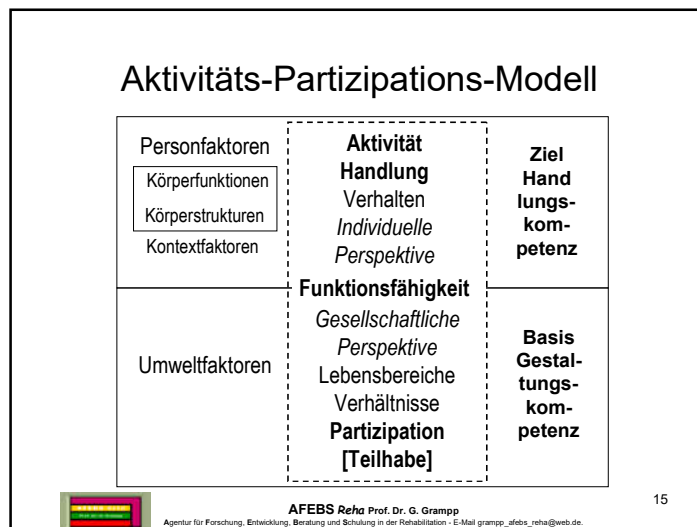 Aktivitäts-Partizipations-Modell
Personfaktoren
Körperfunktionen
Körperstrukturen
Kontextfaktoren
Umweltfaktoren
Aktivität
Handlung
Verhalten
Individuelle
Perspektive
Funktionsfähigkeit
Gesellschaftliche
Perspektive
Lebensbereiche
Verhältnisse
Partizipation
[Teilhabe]
Ziel
Hand
lungs-
kom-
petenz
Basis
Gestal-
tungs-
kom-
petenz
AFEBS Reha Prof. Dr. G. Grampp
Agentur für Forschung, Entwicklung, Beratung und Schulung in der Rehabilitation - E-Mail grampp_afebs_reha@web.de.
15